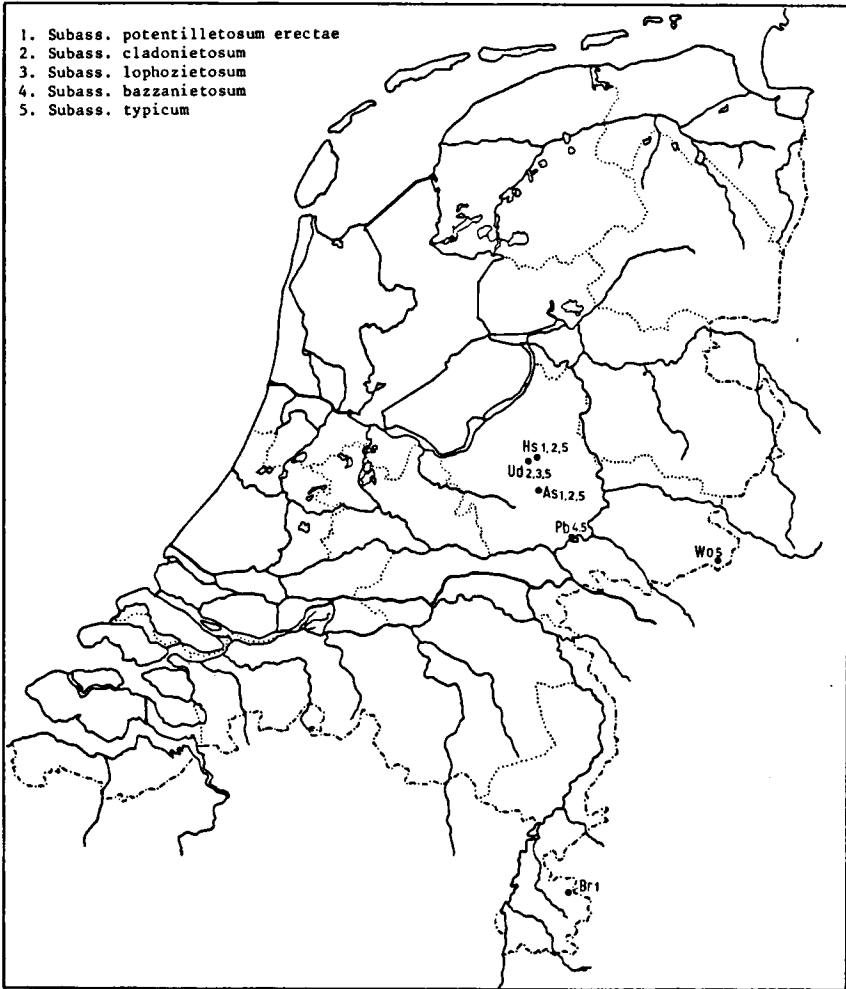 1. Subass. potentilletosum erectae
2. Subass. cladonietosum
3. Subass. lophozietosum
4. Subass. bazzanietosum
5. Subass. typicum
Hs 1,2,5
Ud 2,3,5
As 1,2,5
Pb 4,5
Wo 5
Br 1